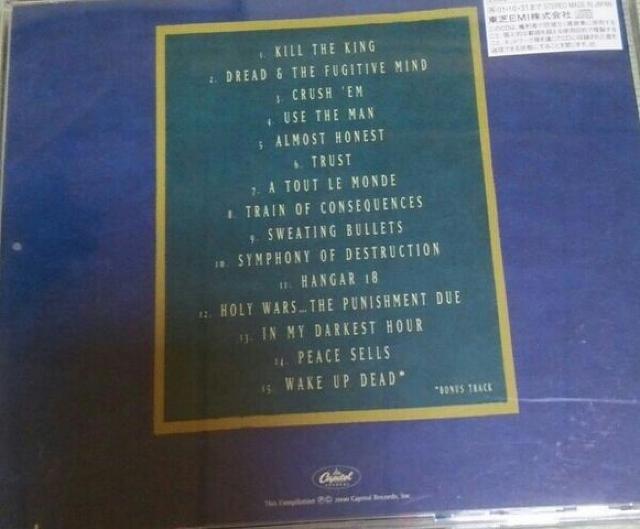 STEREO MADE IN JAPAN
東芝EMI株式会社
1. KILL THE KING
2. DREAD & THE FUGITIVE MIND
3. CRUSH 'EM
4. USE THE MAN
5. ALMOST HONEST
6. TRUST
7. A TOUT LE MONDE
8. TRAIN OF CONSEQUENCES
9. SWEATING BULLETS
10. SYMPHONY OF DESTRUCTION
11. HANGAR 18
12. HOLY WARS...THE PUNISHMENT DUE
13. IN MY DARKEST HOUR
14. PEACE SELLS
15. WAKE UP DEAD*
*BONUS TRACK
Capitol
RECORDS
This Compilation ℗© 2000 Capitol Records, Inc